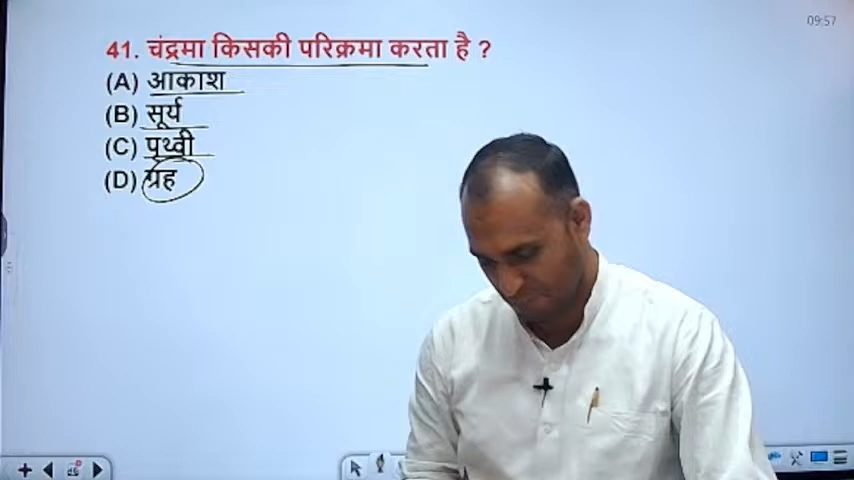 09:57
41. चंद्रमा किसकी परिक्रमा करता है ?
(A) आकाश
(B) सूर्य
(C) पृथ्वी
(D) ग्रह